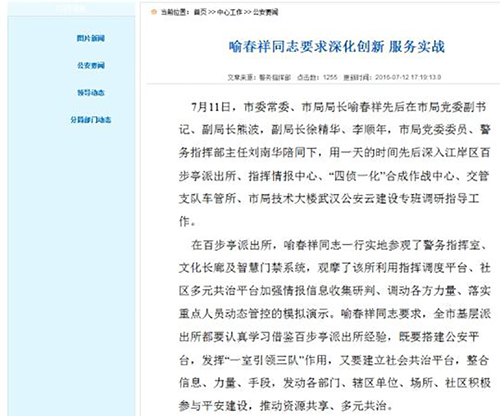 当前位置：首页 >> 中心工作 >> 公安要闻
图片新闻
公安要闻
领导动态
分局部门动态
喻春祥同志要求深化创新 服务实战
文章来源：警务指挥部 点击数：1255 更新时间：2016-07-12 17:19:13.0
7月11日，市委常委、市局局长喻春祥先后在市局党委副书
记、副局长熊波，副局长徐精华、李顺年，市局党委委员、警
务指挥部主任刘南华陪同下，用一天的时间先后深入江岸区百
步亭派出所、指挥情报中心、“四侦一化”合成作战中心、交管
支队车管所、市局技术大楼武汉公安云建设专班调研指导工
作。
在百步亭派出所，喻春祥同志一行实地参观了警务指挥室、
文化长廊及智慧门禁系统，观摩了该所利用指挥调度平台、社
区多元共治平台加强情报信息收集研判、调动各方力量、落实
重点人员动态管控的模拟演示。喻春祥同志要求，全市基层派
出所都要认真学习借鉴百步亭派出所经验，既要搭建公安平
台，发挥“一室引领三队”作用，又要建立社会共治平台，整合
信息、力量、手段，发动各部门、辖区单位、场所、社区积极
参与平安建设，推动资源共享、多元共治。